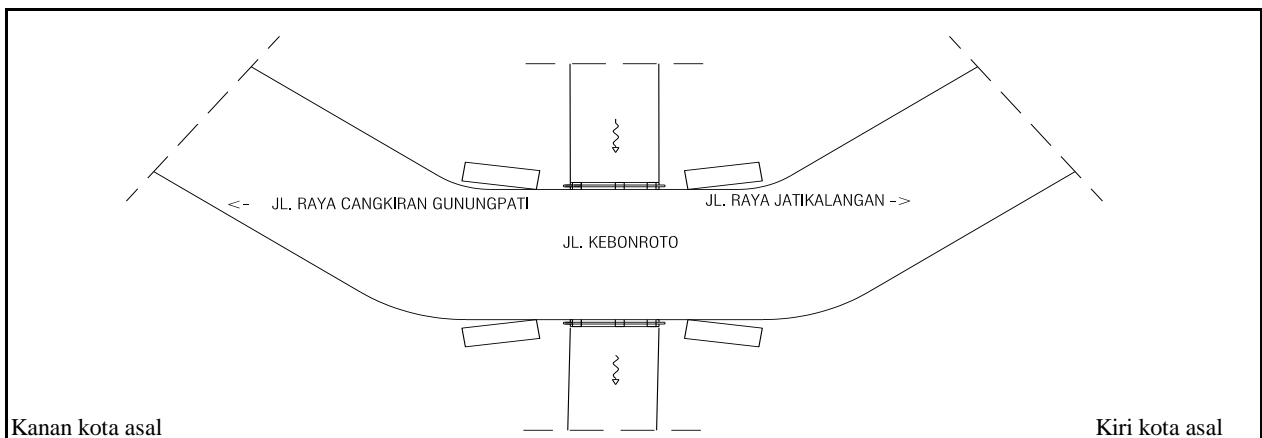 <- JL. RAYA CANGKIRAN GUNUNGPATI
JL. RAYA JATIKALANGAN ->
JL. KEBONROTO
Kanan kota asal
Kiri kota asal